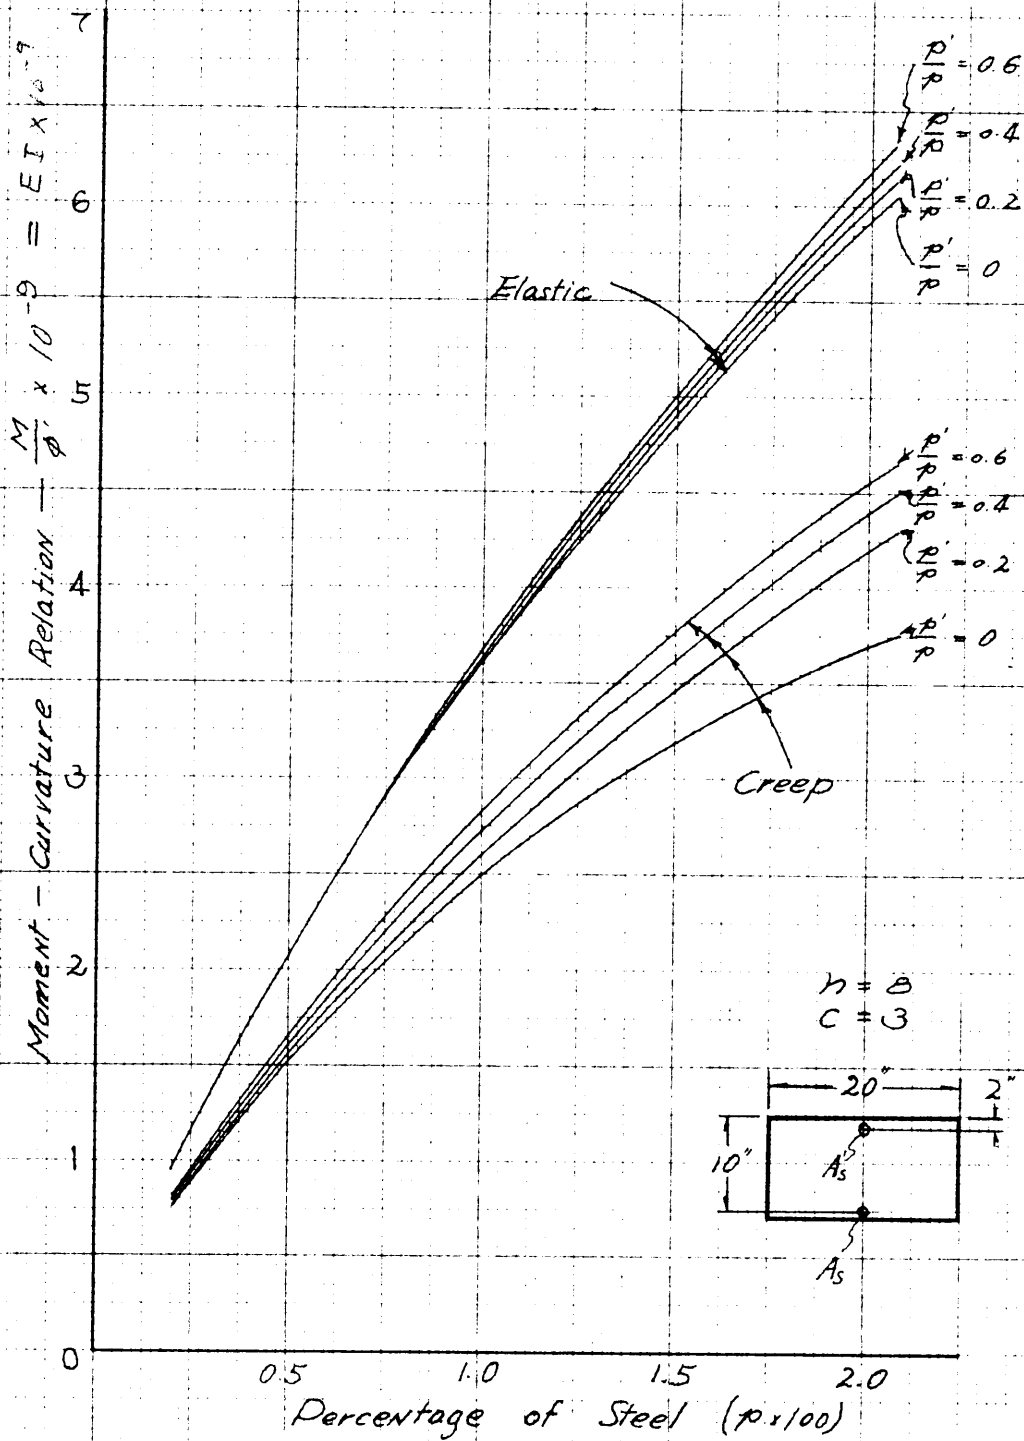 7
6
5
4
3
2
1
0
0.5
1.0
1.5
2.0
Moment - Curvature Relation - M/φ' x 10^-9 = EI x 10^-9
Percentage of Steel (p x 100)
p'/p = 0.6
p'/p = 0.4
p'/p = 0.2
p'/p = 0
Elastic
p'/p = 0.6
p'/p = 0.4
p'/p = 0.2
p'/p = 0
Creep
n = 8
c = 3
20"
2"
10"
As'
As